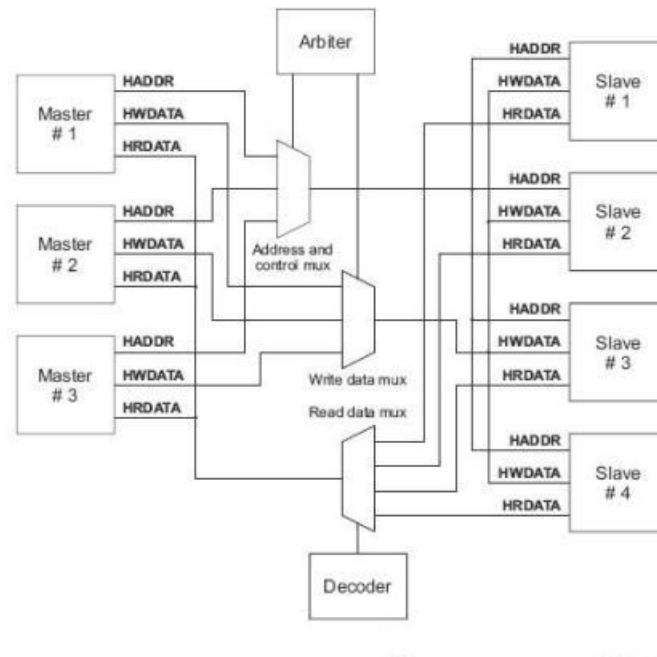 Arbiter
Master
# 1
HADDR
HWDATA
HRDATA
Master
# 2
HADDR
HWDATA
HRDATA
Master
# 3
HADDR
HWDATA
HRDATA
Address and
control mux
Write data mux
Read data mux
Decoder
HADDR
HWDATA
HRDATA
Slave
# 1
HADDR
HWDATA
HRDATA
Slave
# 2
HADDR
HWDATA
HRDATA
Slave
# 3
HADDR
HWDATA
HRDATA
Slave
# 4